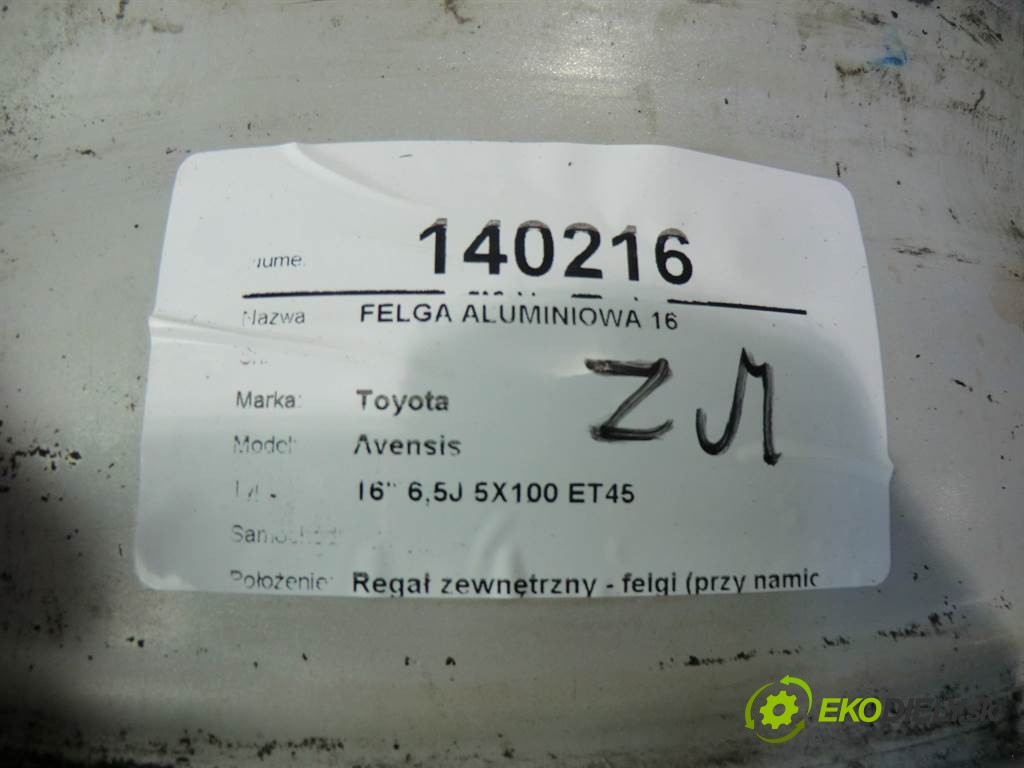 140216
Nazwa FELGA ALUMINIOWA 16
Marka: Toyota
Model: Avensis
16" 6,5J 5X100 ET45
Samochód
Położenie: Regał zewnętrzny - felgi (przy namic
ZM
EKO